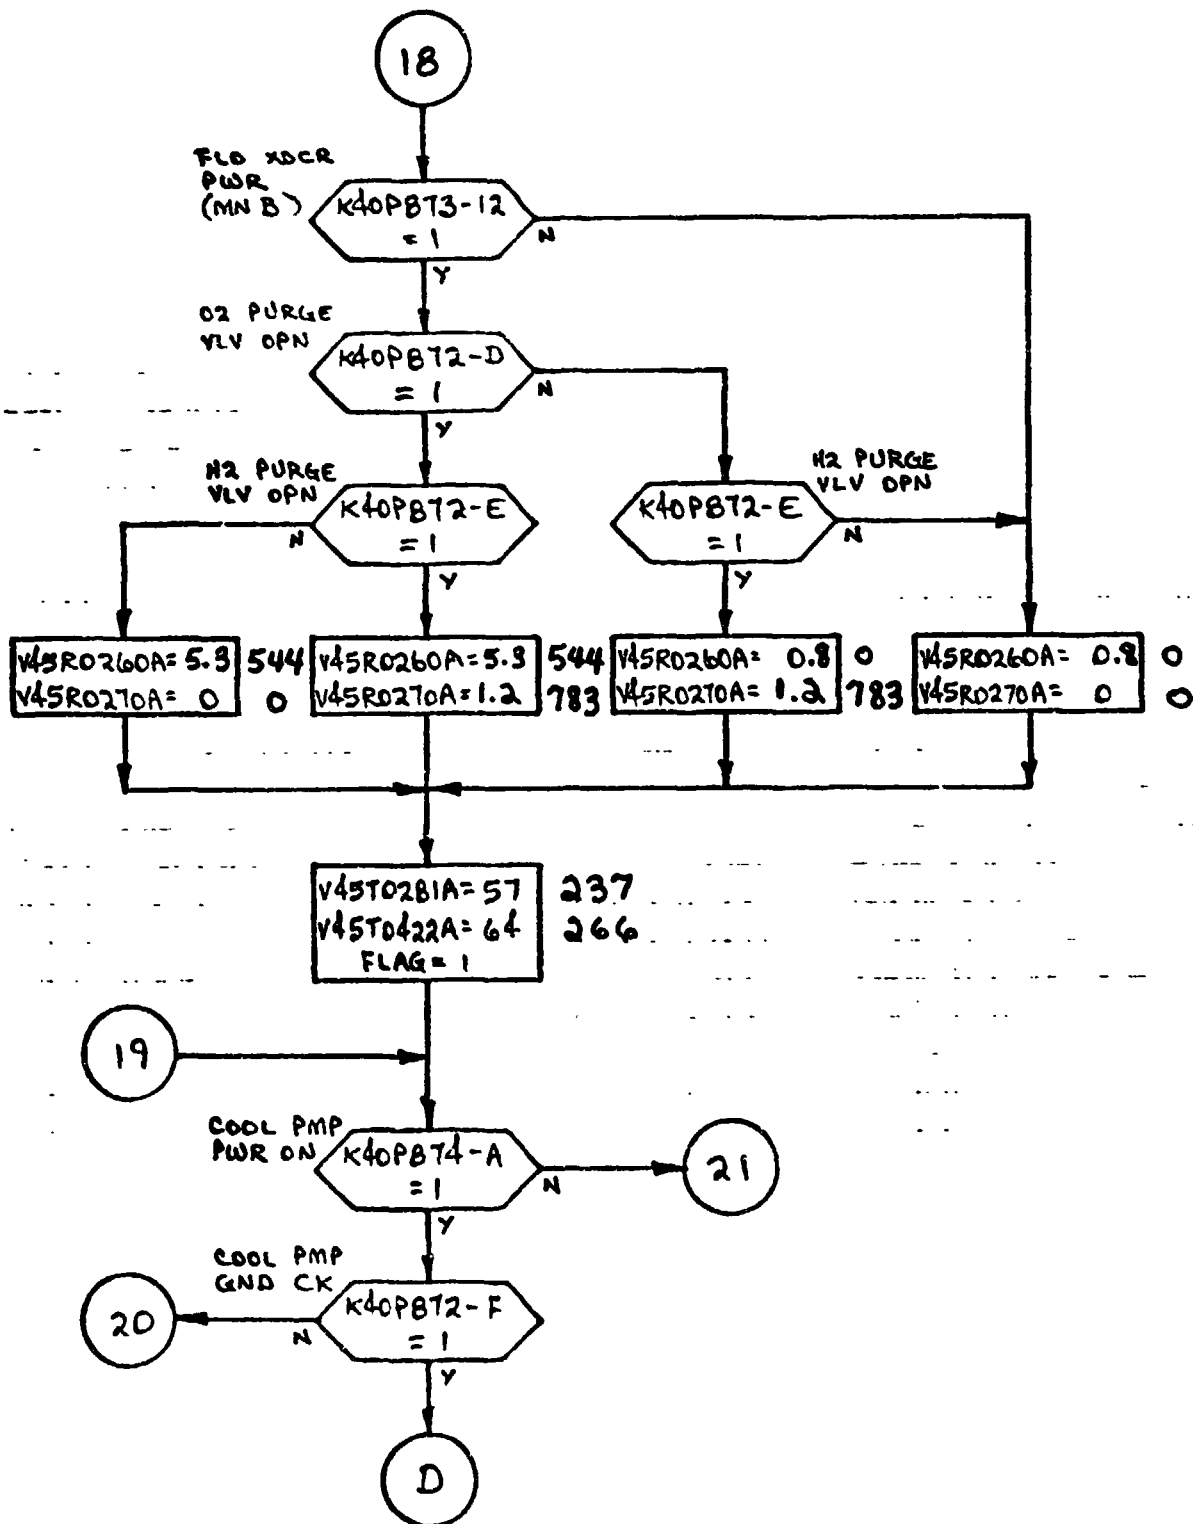 18
FLO XDCR
PWR
(MN B)
K40P873-12
= 1
N
Y
O2 PURGE
VLV OPN
K40P872-D
= 1
N
Y
H2 PURGE
VLV OPN
K40P872-E
= 1
N
Y
H2 PURGE
VLV OPN
K40P872-E
= 1
N
Y
V45R0260A= 5.3 544
V45R0270A= 0 0
V45R0260A= 5.3 544
V45R0270A= 1.2 783
V45R0260A= 0.8 0
V45R0270A= 1.2 783
V45R0260A= 0.8 0
V45R0270A= 0 0
V45T0281A= 57 237
V45T0422A= 64 266
FLAG = 1
19
COOL PMP
PWR ON
K40P874-A
= 1
N
Y
21
COOL PMP
GND CK
K40P872-F
= 1
N
Y
20
D